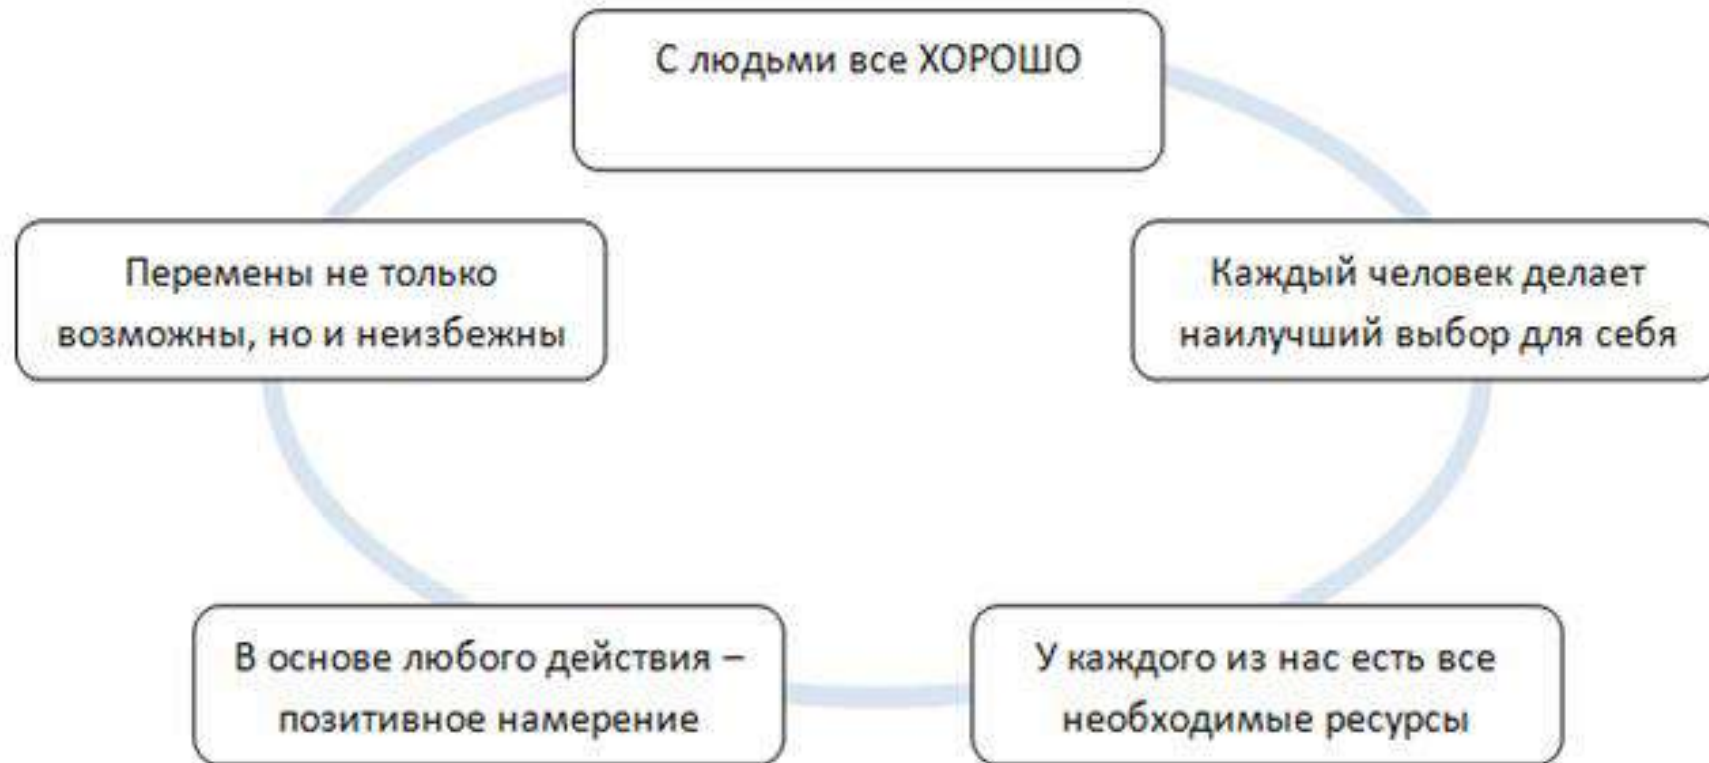 С людьми все ХОРОШО
Каждый человек делает
наилучший выбор для себя
У каждого из нас есть все
необходимые ресурсы
В основе любого действия –
позитивное намерение
Перемены не только
возможны, но и неизбежны